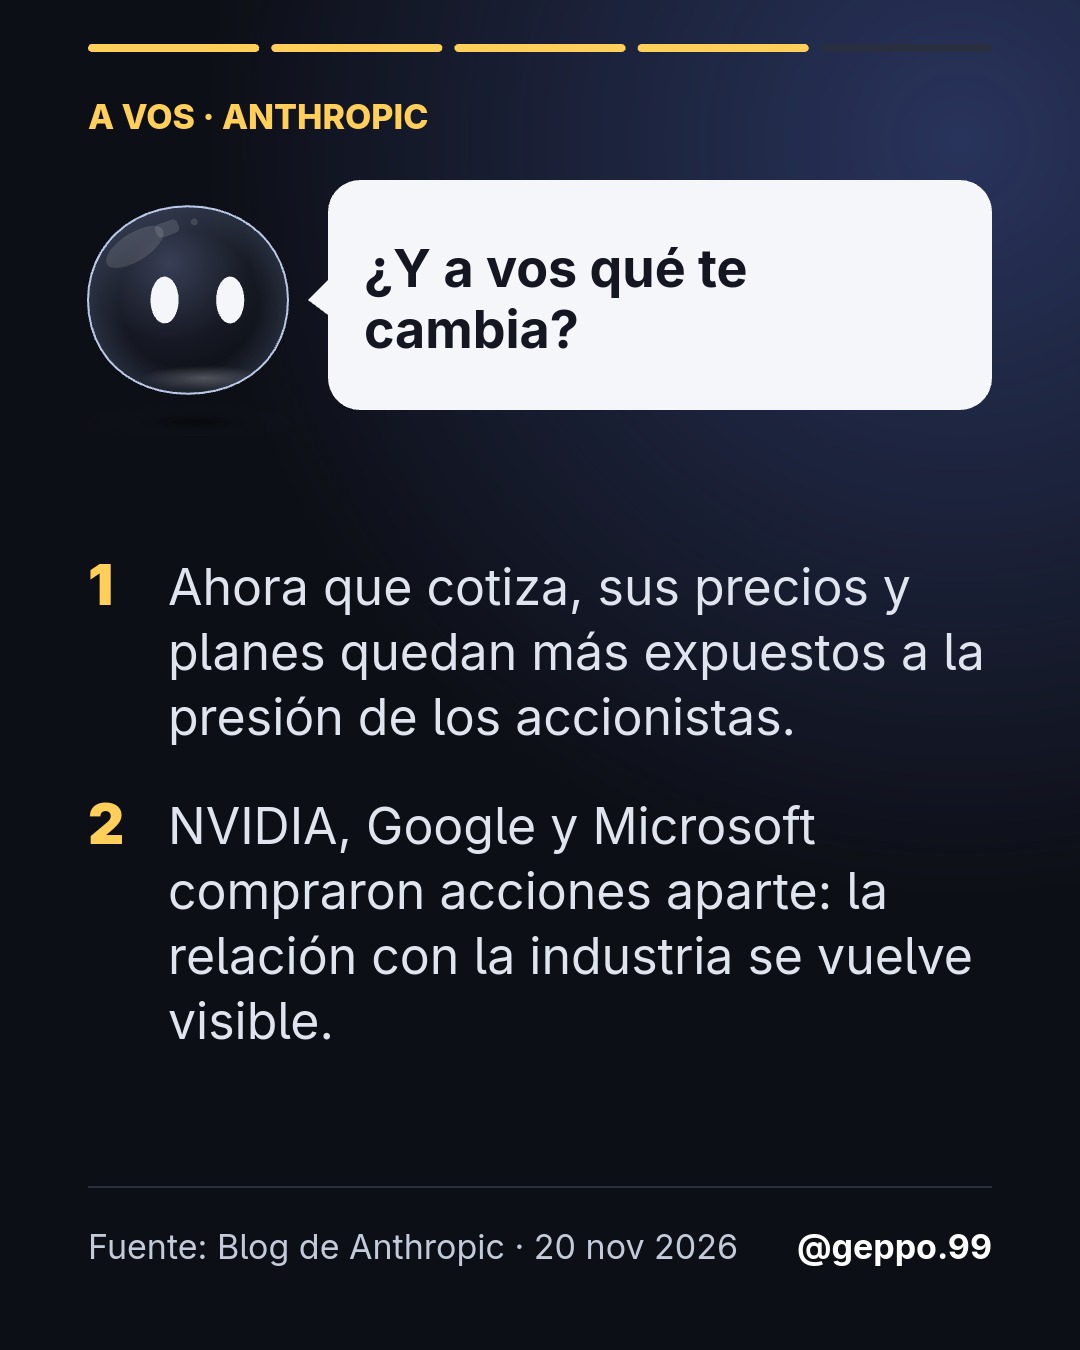 A VOS · ANTHROPIC
¿Y a vos qué te
cambia?
1 Ahora que cotiza, sus precios y
planes quedan más expuestos a la
presión de los accionistas.
2 NVIDIA, Google y Microsoft
compraron acciones aparte: la
relación con la industria se vuelve
visible.
Fuente: Blog de Anthropic · 20 nov 2026 @geppo.99